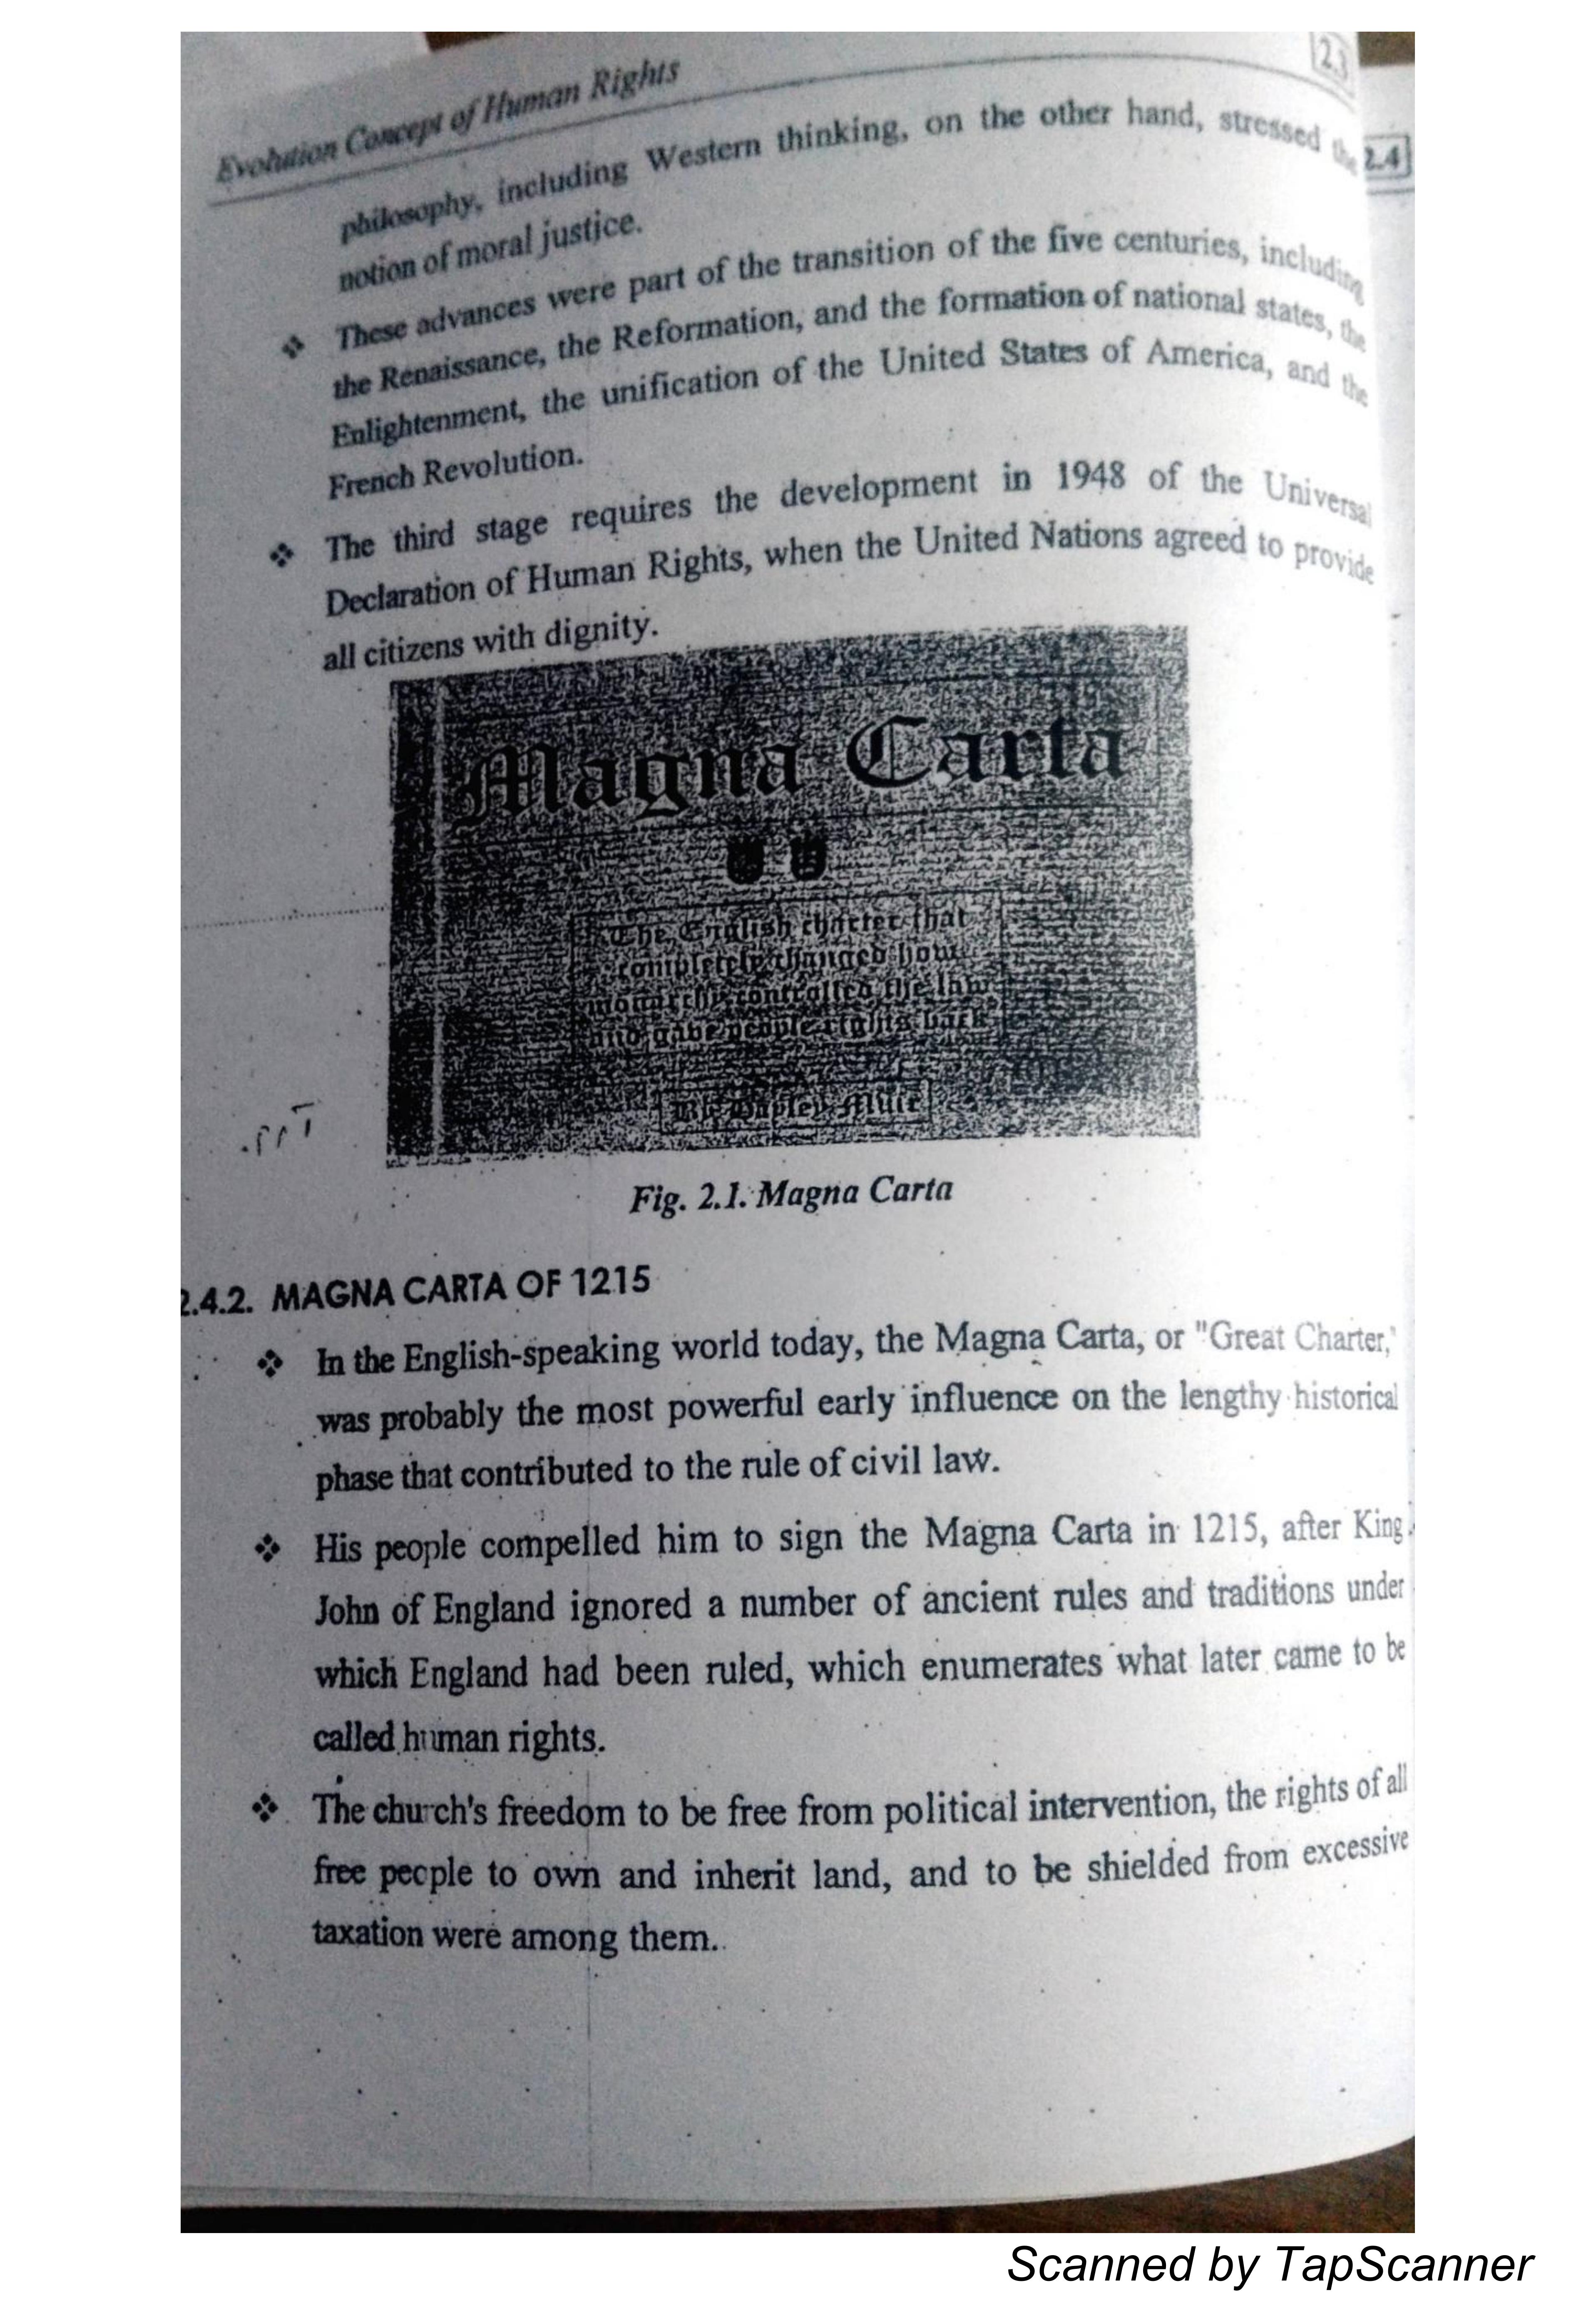 Evolution Concept of Human Rights
2.3
2.4
philosophy, including Western thinking, on the other hand, stressed the
notion of moral justice.
❖ These advances were part of the transition of the five centuries, including
the Renaissance, the Reformation, and the formation of national states, the
Enlightenment, the unification of the United States of America, and the
French Revolution.
❖ The third stage requires the development in 1948 of the Universal
Declaration of Human Rights, when the United Nations agreed to provide
all citizens with dignity.
Magna Carta
The English charter that
completely changed how
monarchy controlled the law
and gave people rights back
By Muir
Fig. 2.1. Magna Carta
2.4.2. MAGNA CARTA OF 1215
❖ In the English-speaking world today, the Magna Carta, or "Great Charter,"
was probably the most powerful early influence on the lengthy historical
phase that contributed to the rule of civil law.
❖ His people compelled him to sign the Magna Carta in 1215, after King
John of England ignored a number of ancient rules and traditions under
which England had been ruled, which enumerates what later came to be
called human rights.
❖ The church's freedom to be free from political intervention, the rights of all
free people to own and inherit land, and to be shielded from excessive
taxation were among them.
Scanned by TapScanner